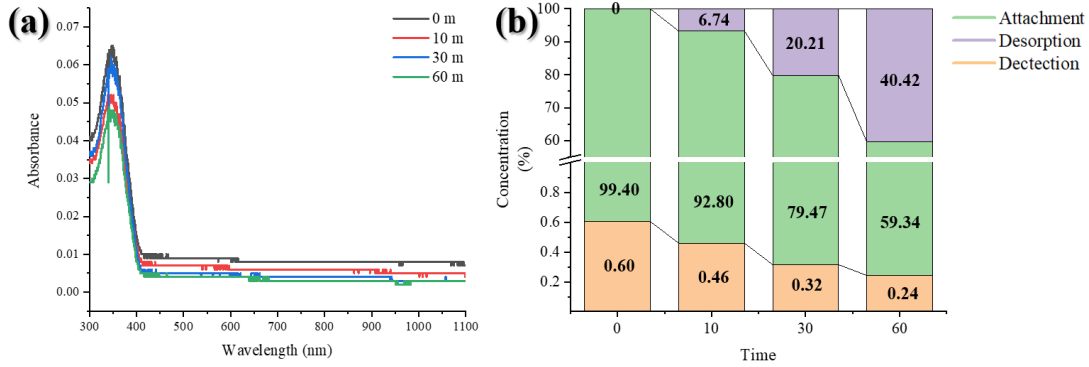 (a)
0 m
10 m
30 m
60 m
Absorbance
0.07
0.06
0.05
0.04
0.03
0.02
0.01
0.00
300 400 500 600 700 800 900 1000 1100
Wavelength (nm)
(b)
Concentration
(%)
100
90
80
70
60
0.8
0.6
0.4
0.2
0
6.74
20.21
40.42
99.40
92.80
79.47
59.34
0.60
0.46
0.32
0.24
0 10 30 60
Time
Attachment
Desorption
Dectection